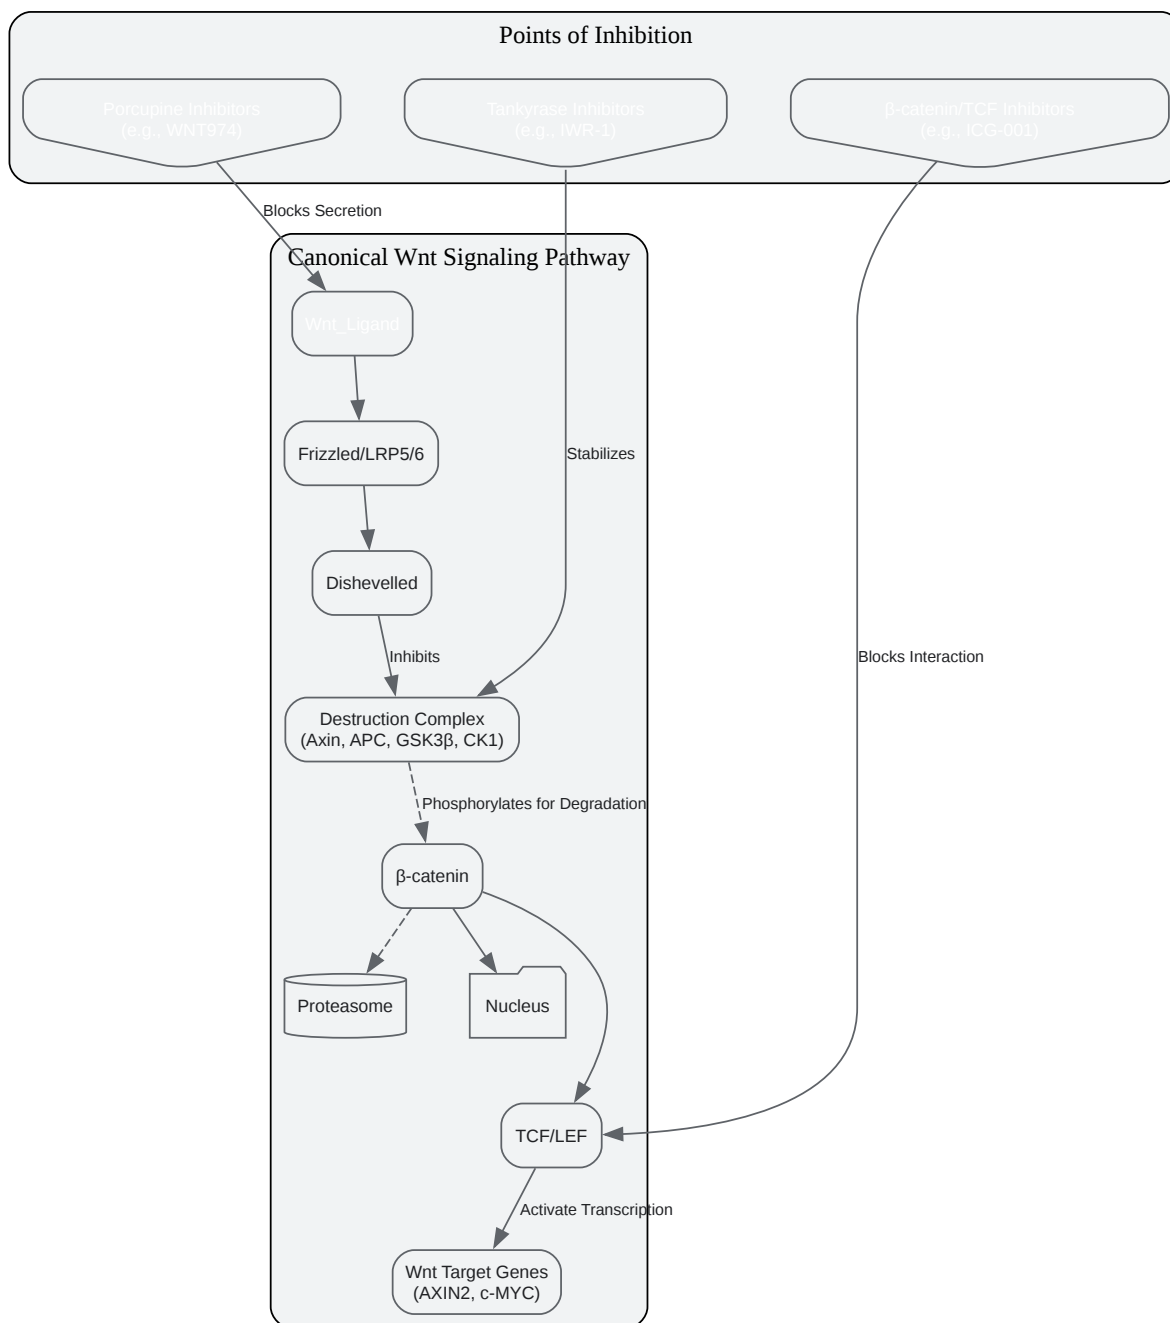 Points of Inhibition
Porcupine Inhibitors
(e.g., WNT974)
Tankyrase Inhibitors
(e.g., IWR-1)
β-catenin/TCF Inhibitors
(e.g., ICG-001)
Blocks Secretion
Canonical Wnt Signaling Pathway
Wnt_Ligand
Frizzled/LRP5/6
Stabilizes
Dishevelled
Inhibits
Blocks Interaction
Destruction Complex
(Axin, APC, GSK3β, CK1)
Phosphorylates for Degradation
β-catenin
Proteasome
Nucleus
TCF/LEF
Activate Transcription
Wnt Target Genes
(AXIN2, c-MYC)